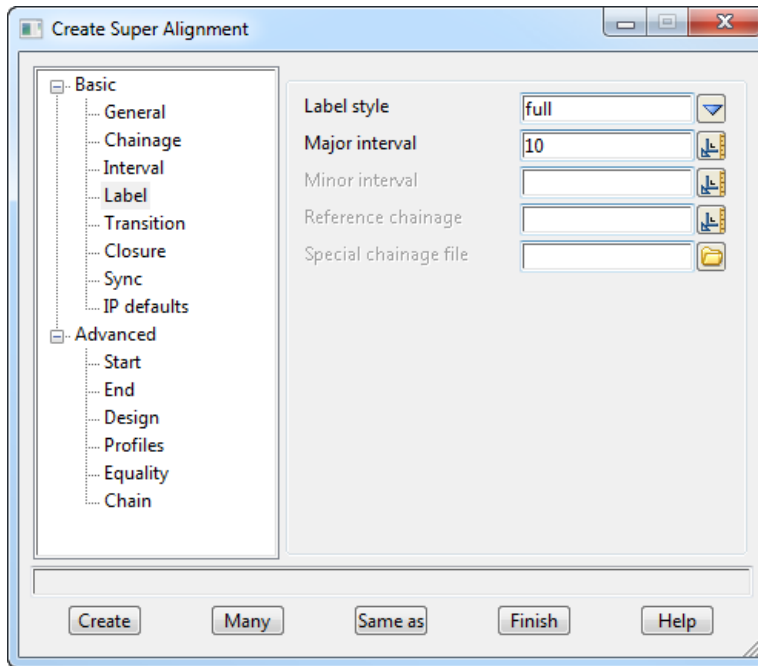 Create Super Alignment
Basic
General
Chainage
Interval
Label
Transition
Closure
Sync
IP defaults
Advanced
Start
End
Design
Profiles
Equality
Chain
Label style full
Major interval 10
Minor interval
Reference chainage
Special chainage file
Create Many Same as Finish Help